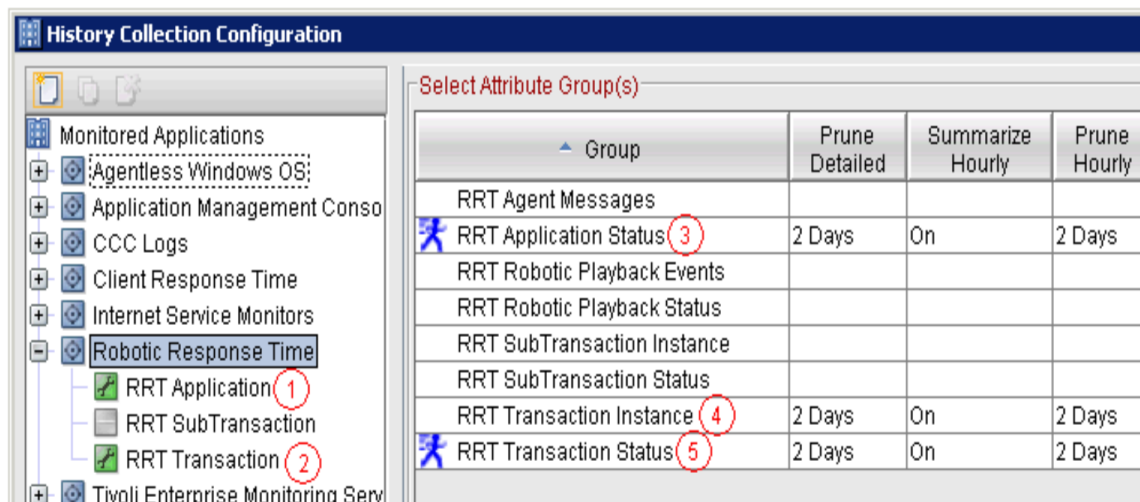 History Collection Configuration
Monitored Applications
Agentless Windows OS
Application Management Conso
CCC Logs
Client Response Time
Internet Service Monitors
Robotic Response Time
RRT Application 1
RRT SubTransaction
RRT Transaction 2
Tivoli Enterprise Monitoring Serv
Select Attribute Group(s)
Group Prune Detailed Summarize Hourly Prune Hourly
RRT Agent Messages
RRT Application Status 3 2 Days On 2 Days
RRT Robotic Playback Events
RRT Robotic Playback Status
RRT SubTransaction Instance
RRT SubTransaction Status
RRT Transaction Instance 4 2 Days On 2 Days
RRT Transaction Status 5 2 Days On 2 Days